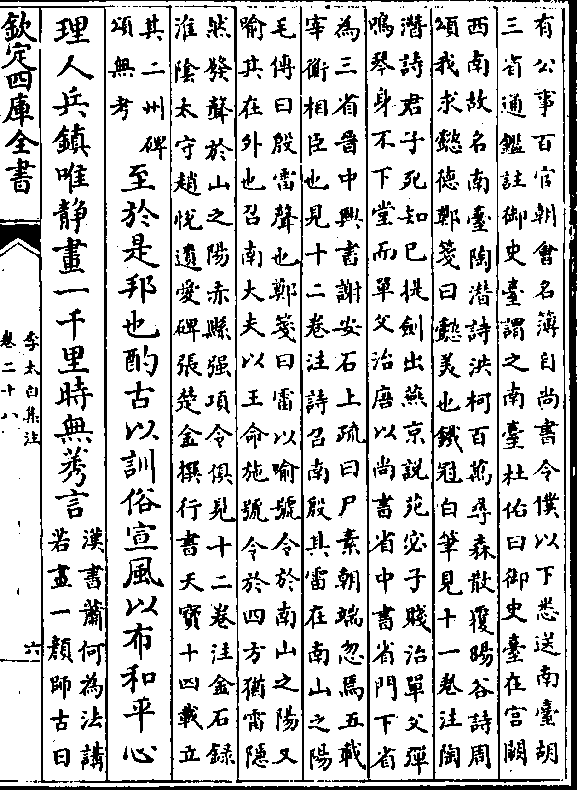 有公事百官朝會名簿自尚書令僕以下悉送南臺胡
三省通鑑註御史臺謂之南臺杜佑曰御史臺在宫闕
西南故名南臺陶潛詩洪柯百萬尋森散覆暘谷詩周
頌我求懿德鄭箋曰懿美也鐵冠白筆見十一巻注陶
潛詩君子死知已提劍出燕京説苑宓子賤治單父彈
鳴琴身不下堂而單父治唐以尚書省中書省門下省
為三省晉中興書謝安石上疏曰尸素朝端忽焉五載
宰衡相臣也見十二巻注詩召南殷其雷在南山之陽
毛傳曰殷雷聲也鄭箋曰雷以喻號令於南山之陽又
喻其在外也召南大夫以王命施號令於四方猶雷隱
然發聲於山之陽赤縣强項令俱見十二卷注金石録
淮陰太守趙悅遺愛碑張楚金撰行書天寶十四載立
其二州碑
頌無考
至於是邦也酌古以訓俗宣風以布和平心
理人兵鎮唯静畫一千里時無莠言
漢書蕭何為法講
若畫一顔師古曰
欽定四庫全書
李太白集注
卷二十八
六